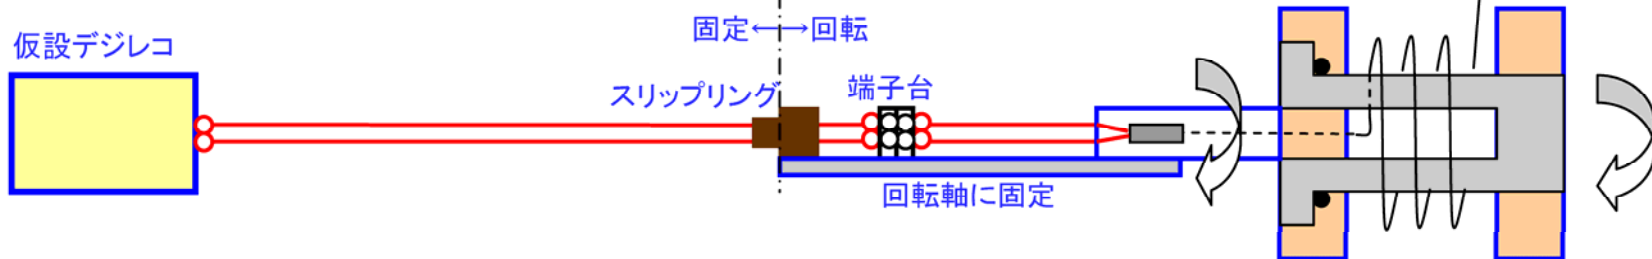 固定←→回転
仮設デジレコ
スリップリング
端子台
回転軸に固定